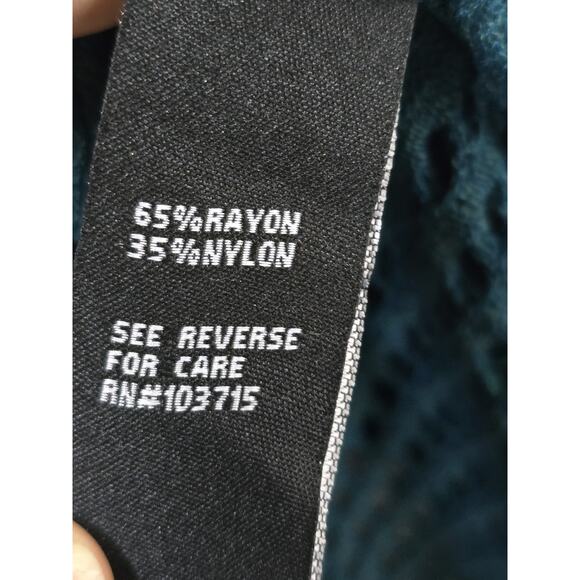 65%RAYON
35%NYLON
SEE REVERSE
FOR CARE
RN#103715